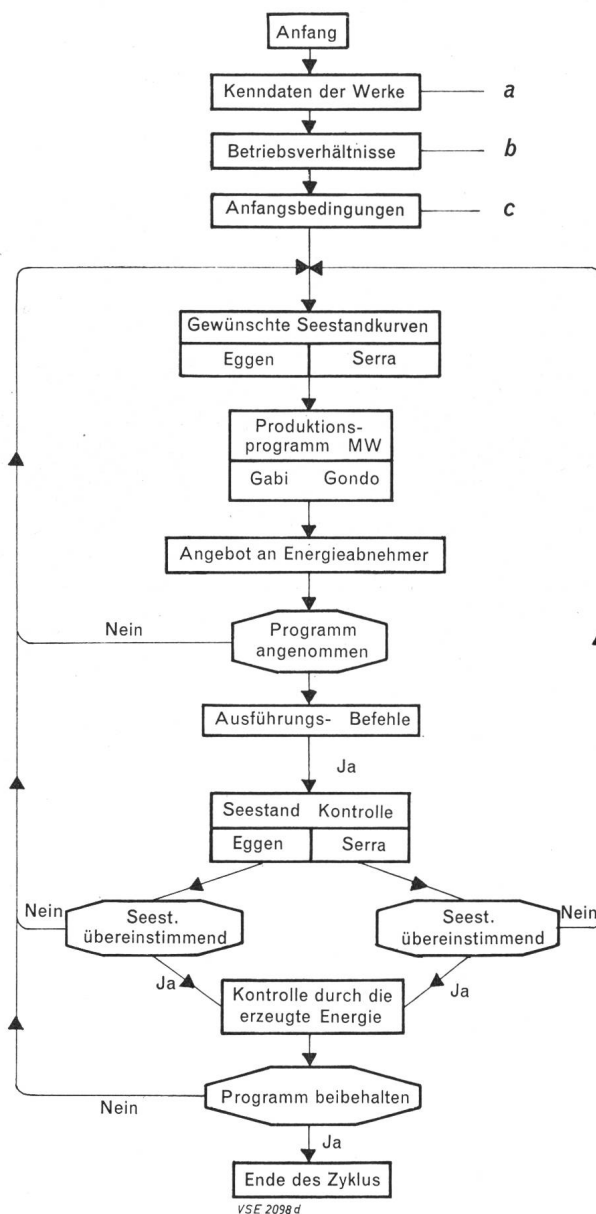 Anfang
Kenndaten der Werke
a
Betriebsverhältnisse
b
Anfangsbedingungen
c
Gewünschte Seestandkurven
Eggen
Serra
Produktions-
programm MW
Gabi Gondo
Angebot an Energieabnehmer
Nein
Programm
angenommen
Ausführungs- Befehle
Ja
Seestand Kontrolle
Eggen
Serra
Nein
Seest.
übereinstimmend
Seest.
übereinstimmend
Nein
Ja
Kontrolle durch die
erzeugte Energie
Ja
Programm beibehalten
Nein
Ja
Ende des Zyklus
VSE 2098 d